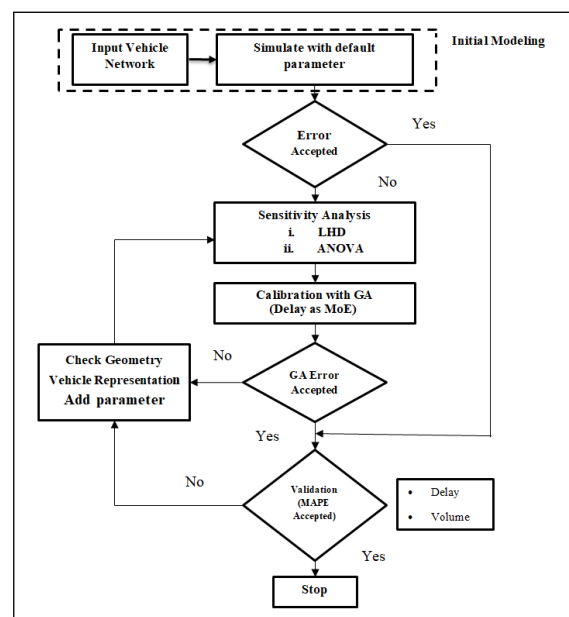 Input Vehicle
Network
Simulate with default
parameter
Initial Modeling
Error
Accepted
Yes
No
Sensitivity Analysis
i. LHD
ii. ANOVA
Calibration with GA
(Delay as MoE)
No
Check Geometry
Vehicle Representation
Add parameter
GA Error
Accepted
Yes
No
Validation
(MAPE
Accepted)
• Delay
• Volume
Yes
Stop